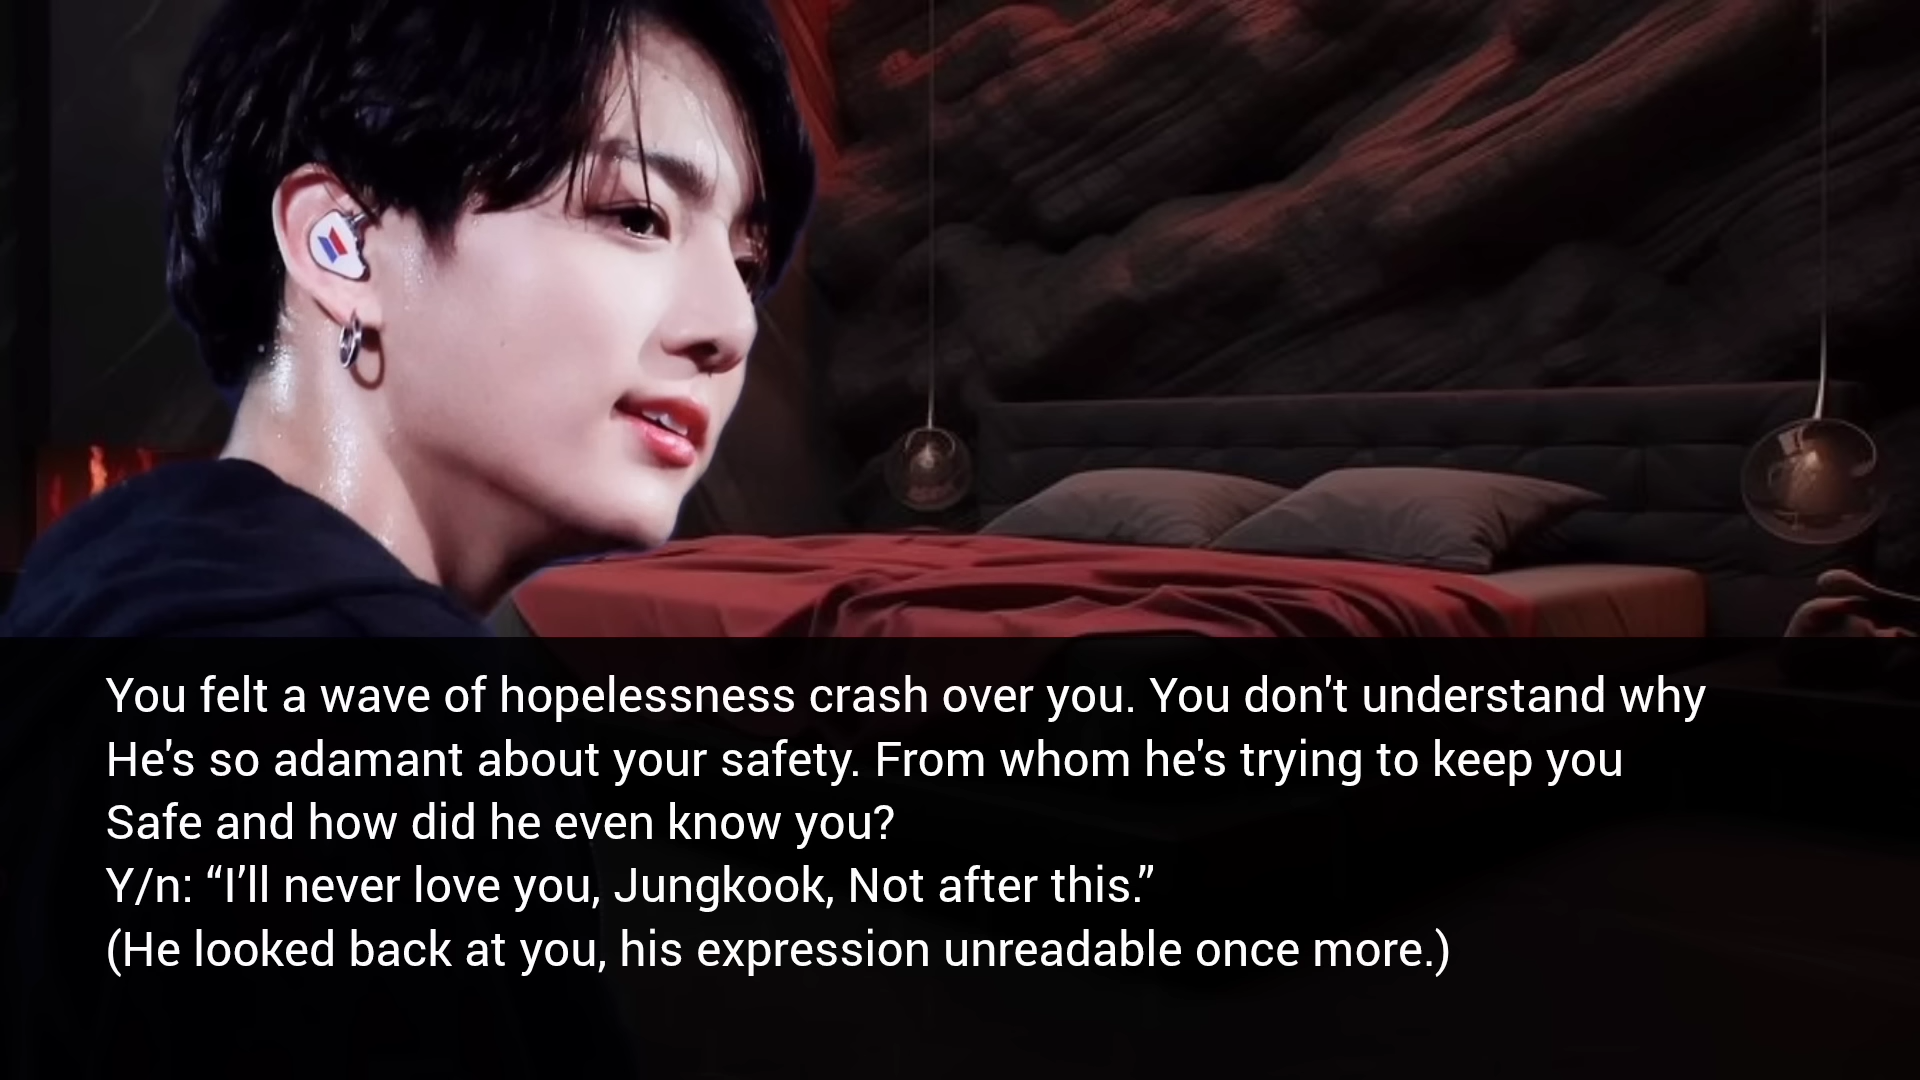 You felt a wave of hopelessness crash over you. You don't understand why
He's so adamant about your safety. From whom he's trying to keep you
Safe and how did he even know you?
Y/n: “I’ll never love you, Jungkook, Not after this.”
(He looked back at you, his expression unreadable once more.)